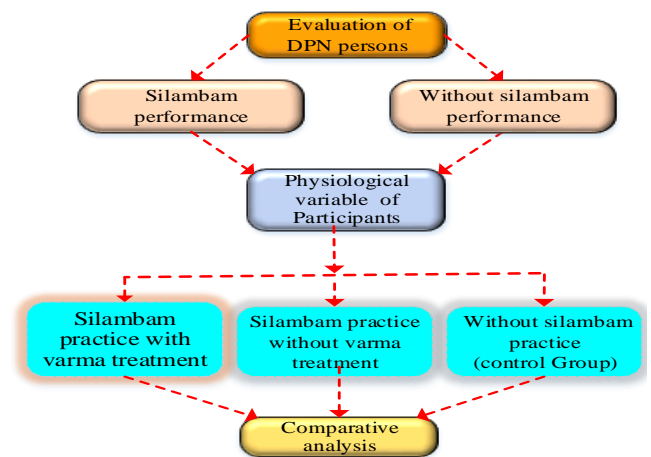 Evaluation of
DPN persons
Silambam
performance
Without silambam
performance
Physiological
variable of
Participants
Silambam
practice with
varma treatment
Silambam practice
without varma
treatment
Without silambam
practice
(control Group)
Comparative
analysis